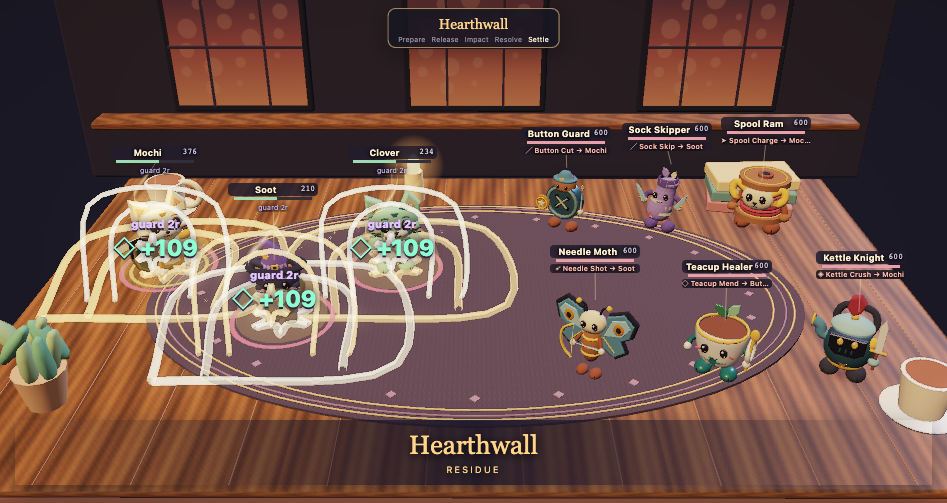 Hearthwall
Prepare Release Impact Resolve Settle
Mochi 376
guard 2r
Soot 210
guard 2r
Clover 234
guard 2r
Button Guard 600
Button Cut → Mochi
Sock Skipper 600
Sock Skip → Soot
Spool Ram 600
Spool Charge → Moc...
guard 2r
+109
guard 2r
+109
guard 2r
+109
Needle Moth 600
Needle Shot → Soot
Teacup Healer 600
Teacup Mend → But...
Kettle Knight 600
Kettle Crush → Mochi
Hearthwall
RESIDUE